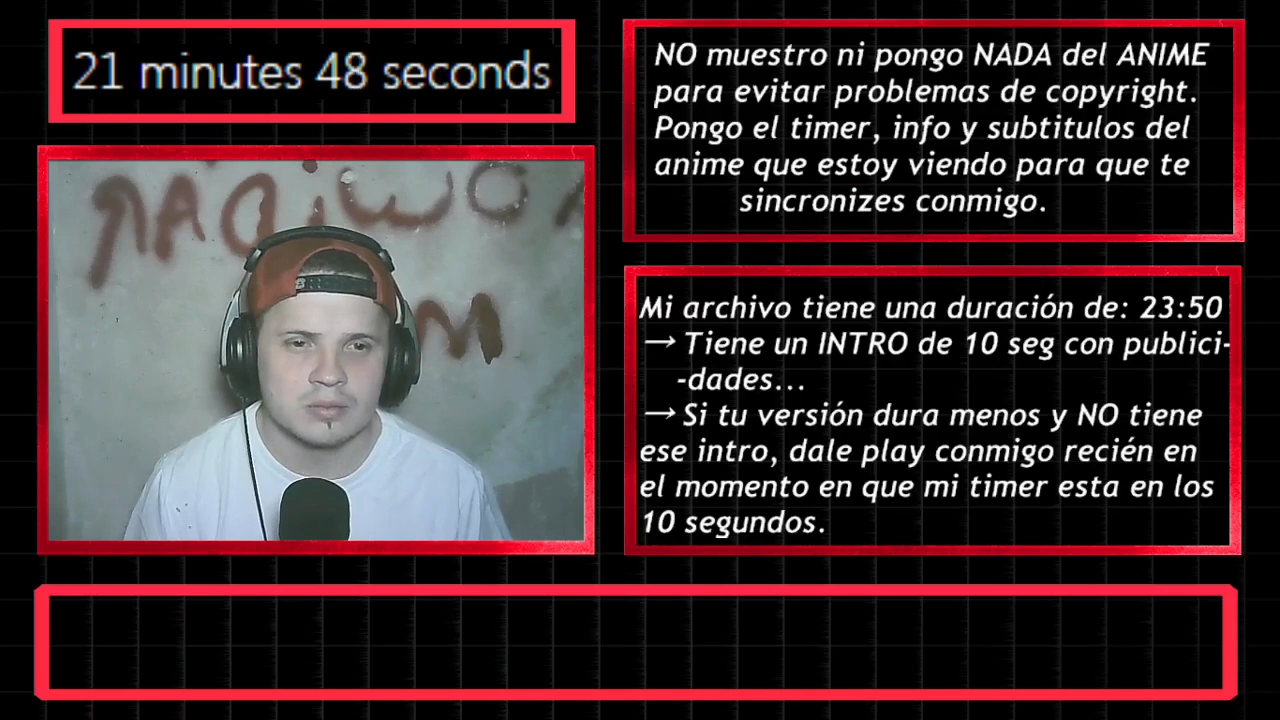 21 minutes 48 seconds
NO muestro ni pongo NADA del ANIME
para evitar problemas de copyright.
Pongo el timer, info y subtitulos del
anime que estoy viendo para que te
sincronizes conmigo.
Mi archivo tiene una duración de: 23:50
→ Tiene un INTRO de 10 seg con publici-
-dades...
→ Si tu versión dura menos y NO tiene
ese intro, dale play conmigo recién en
el momento en que mi timer esta en los
10 segundos.